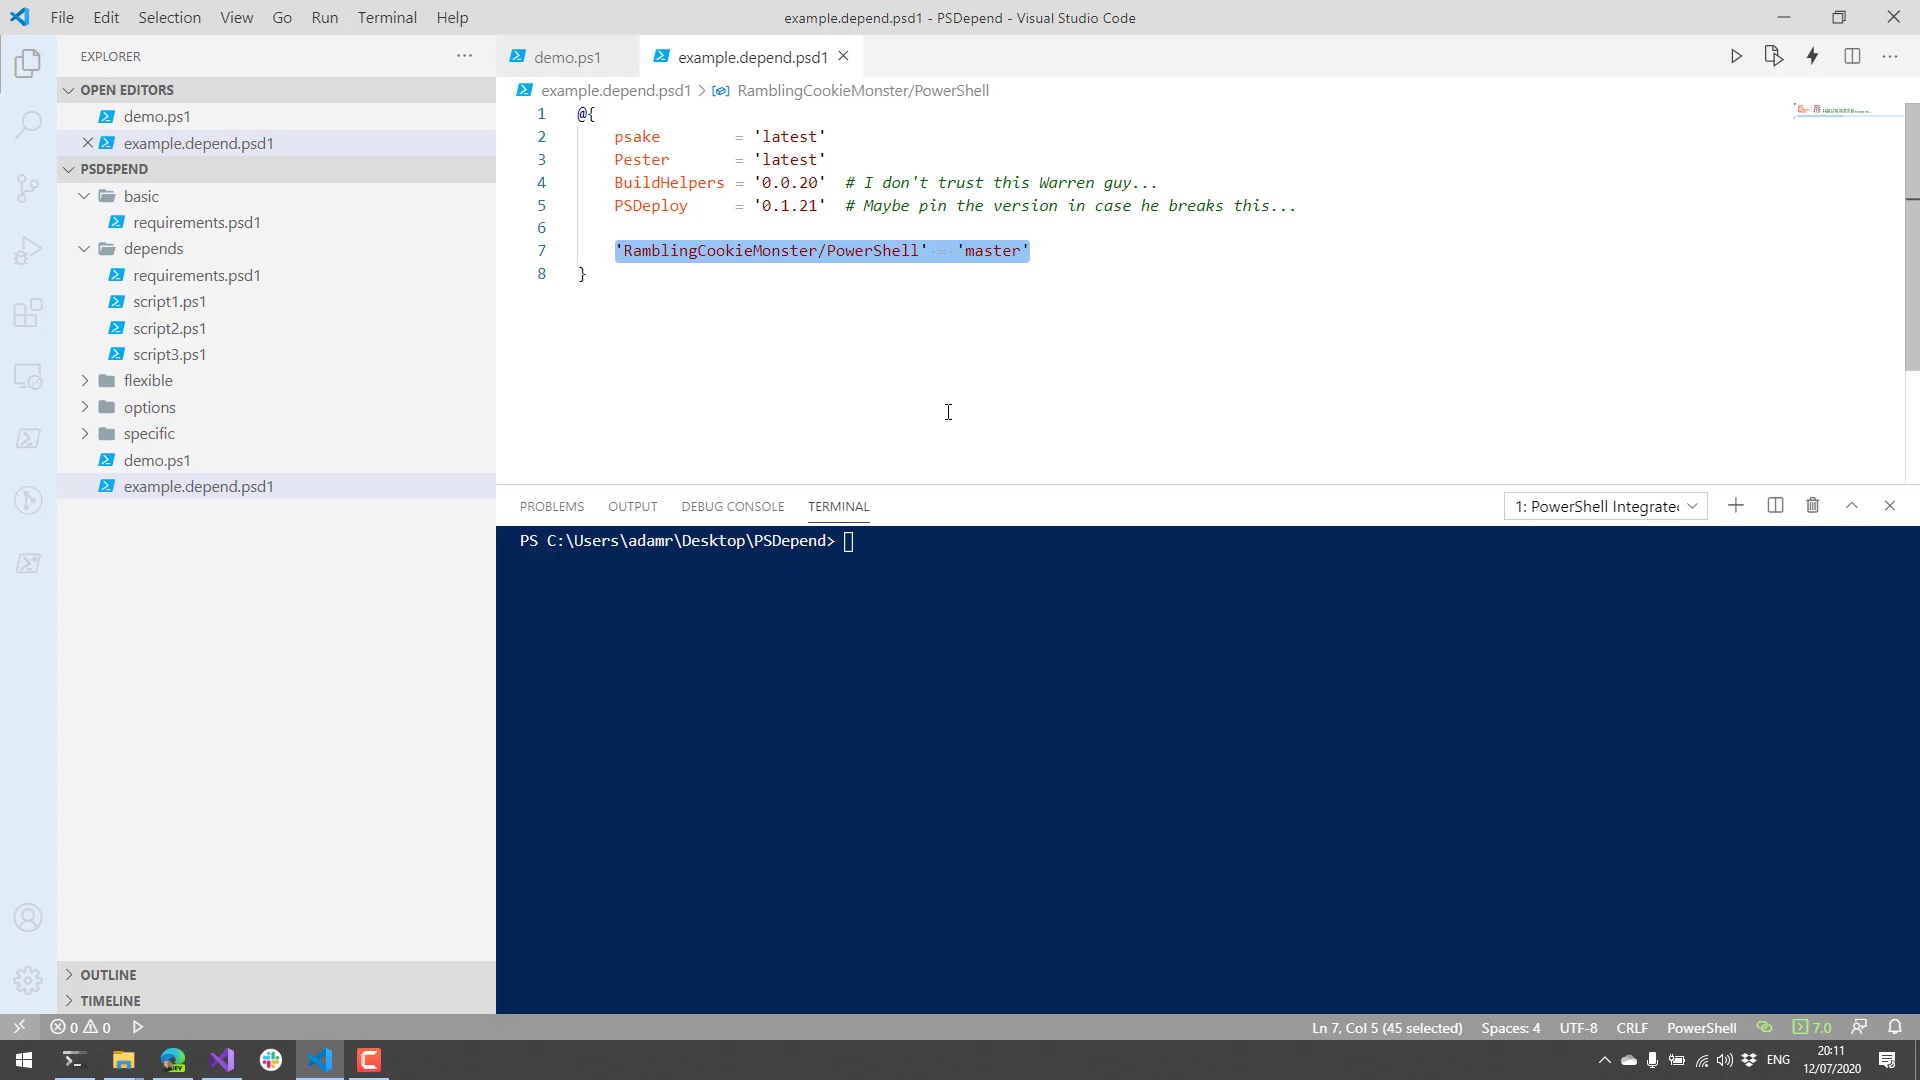 File Edit Selection View Go Run Terminal Help
example.depend.psd1 - PSDepend - Visual Studio Code
EXPLORER
OPEN EDITORS
demo.ps1
example.depend.psd1
PSDEPEND
basic
requirements.psd1
depends
requirements.psd1
script1.ps1
script2.ps1
script3.ps1
flexible
options
specific
demo.ps1
example.depend.psd1
OUTLINE
TIMELINE
demo.ps1
example.depend.psd1
example.depend.psd1 > RamblingCookieMonster/PowerShell
1 @{
2 psake = 'latest'
3 Pester = 'latest'
4 BuildHelpers = '0.0.20' # I don't trust this Warren guy...
5 PSDeploy = '0.1.21' # Maybe pin the version in case he breaks this...
6
7 'RamblingCookieMonster/PowerShell' = 'master'
8 }
PROBLEMS OUTPUT DEBUG CONSOLE TERMINAL
1: PowerShell Integrated
PS C:\Users\adamr\Desktop\PSDepend>
0 0
Ln 7, Col 5 (45 selected) Spaces: 4 UTF-8 CRLF PowerShell 7.0
DEV
ENG
20:11
12/07/2020